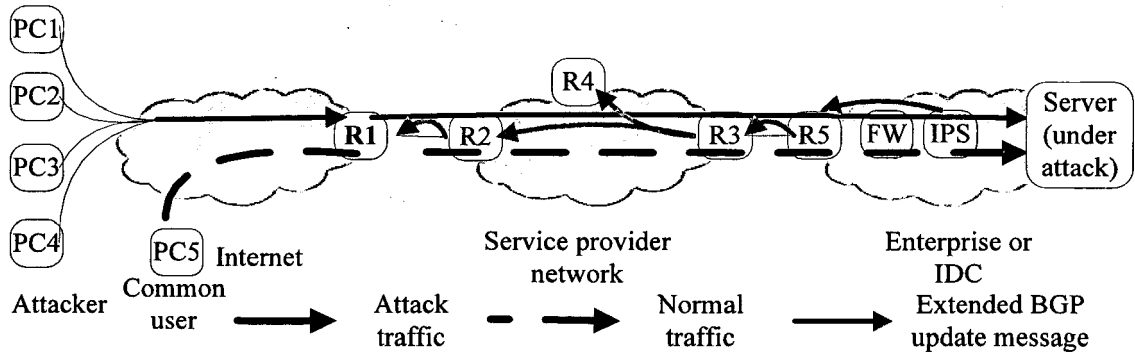 PC1
PC2
PC3
PC4
R4
R1
R2
R3
R5
FW
IPS
Server
(under
attack)
PC5
Internet
Service provider
network
Enterprise or
IDC
Attacker
Common
user
Attack
traffic
Normal
traffic
Extended BGP
update message